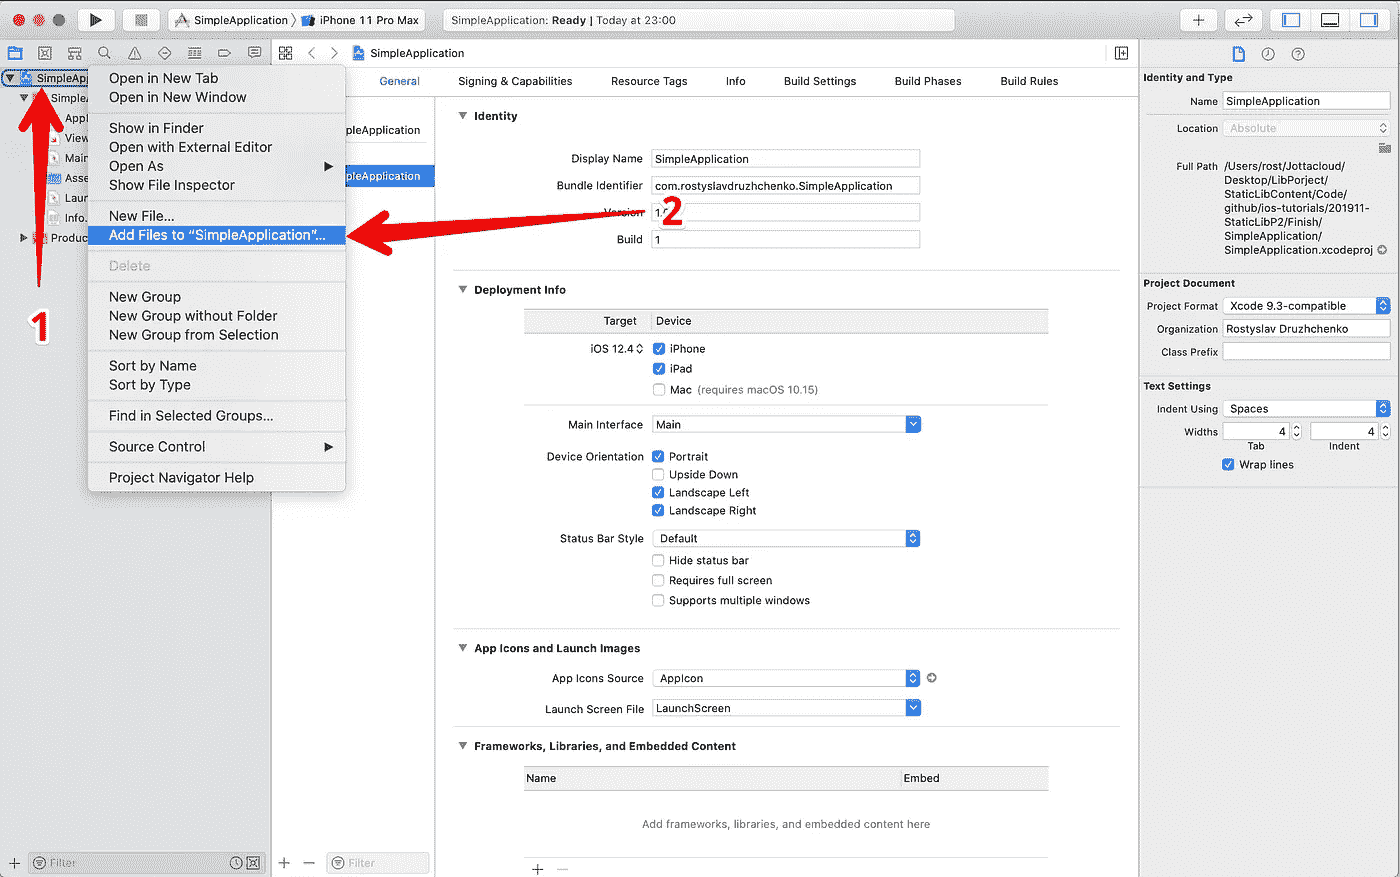 SimpleApplication
iPhone 11 Pro Max
SimpleApplication: Ready | Today at 23:00
SimpleApplication
SimpleApp
SimpleA
Appl
View
Main
Asse
Laun
Info.
Produc
1
Open in New Tab
Open in New Window
Show in Finder
Open with External Editor
Open As
Show File Inspector
New File...
Add Files to “SimpleApplication”...
Delete
New Group
New Group without Folder
New Group from Selection
Sort by Name
Sort by Type
Find in Selected Groups...
Source Control
Project Navigator Help
Filter
pleApplication
pleApplication
Filter
General
Signing & Capabilities
Resource Tags
Info
Build Settings
Build Phases
Build Rules
Identity
Display Name SimpleApplication
Bundle Identifier com.rostyslavdruzhchenko.SimpleApplication
Version 1.
2
Build 1
Deployment Info
Target Device
iOS 12.4 iPhone
iPad
Mac (requires macOS 10.15)
Main Interface Main
Device Orientation Portrait
Upside Down
Landscape Left
Landscape Right
Status Bar Style Default
Hide status bar
Requires full screen
Supports multiple windows
App Icons and Launch Images
App Icons Source AppIcon
Launch Screen File LaunchScreen
Frameworks, Libraries, and Embedded Content
Name Embed
Add frameworks, libraries, and embedded content here
Identity and Type
Name SimpleApplication
Location Absolute
Full Path /Users/rost/Jottacloud/
Desktop/LibPorject/
StaticLibContent/Code/
github/ios-tutorials/201911-
StaticLibP2/Finish/
SimpleApplication/
SimpleApplication.xcodeproj
Project Document
Project Format Xcode 9.3-compatible
Organization Rostyslav Druzhchenko
Class Prefix
Text Settings
Indent Using Spaces
Widths 4 4
Tab Indent
Wrap lines